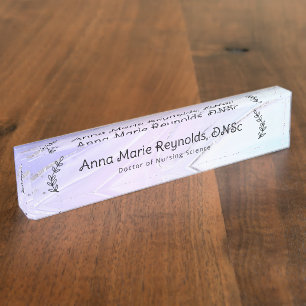 Anna Marie Reynolds, DNSc
Doctor of Nursing Science